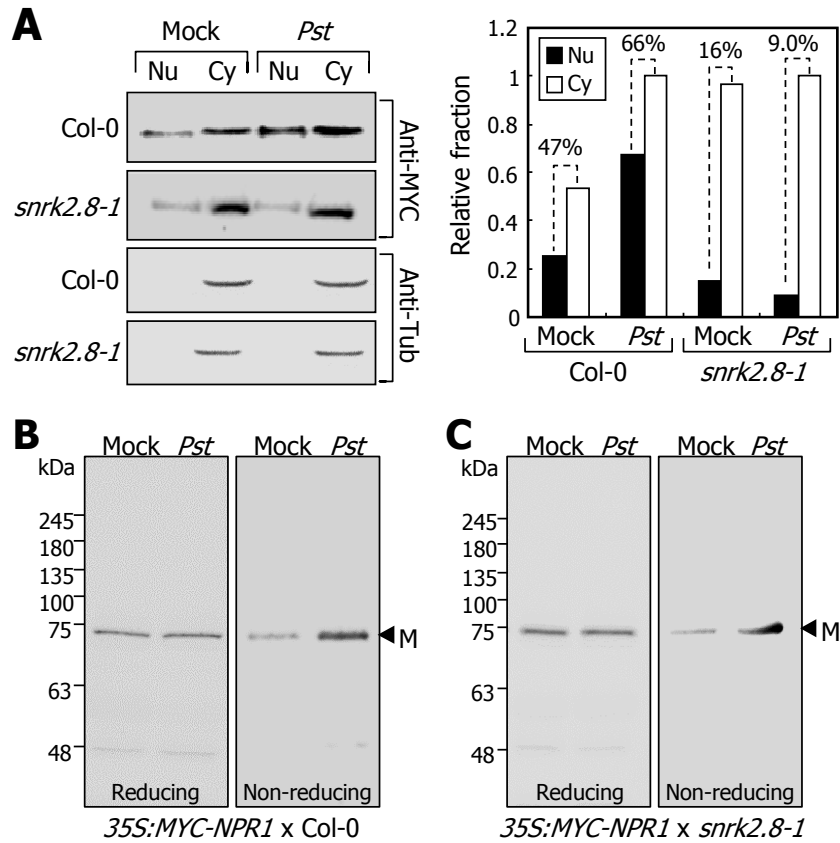 A
Mock Pst
Nu Cy Nu Cy
Col-0
snrk2.8-1
Anti-MYC
Col-0
snrk2.8-1
Anti-Tub
Relative fraction
1.2
1
0.8
0.6
0.4
0.2
0
Nu
Cy
47%
66%
16%
9.0%
Mock Pst Mock Pst
Col-0 snrk2.8-1
B
Mock Pst Mock Pst
kDa
245
180
135
100
75
63
48
M
Reducing Non-reducing
35S:MYC-NPR1 x Col-0
C
Mock Pst Mock Pst
kDa
245
180
135
100
75
63
48
M
Reducing Non-reducing
35S:MYC-NPR1 x snrk2.8-1